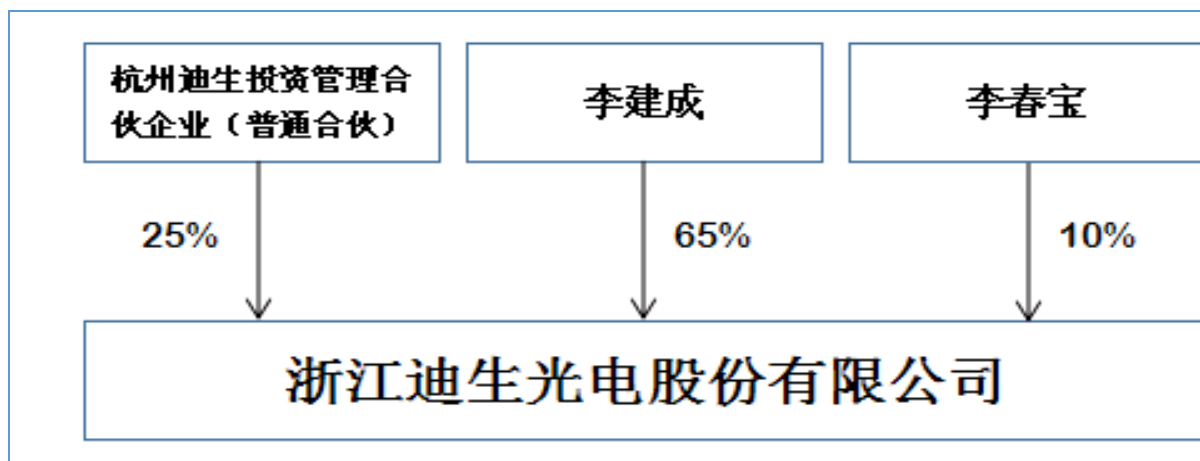 杭州迪生投资管理合
伙企业（普通合伙）
李建成
李春宝
25%
65%
10%
浙江迪生光电股份有限公司